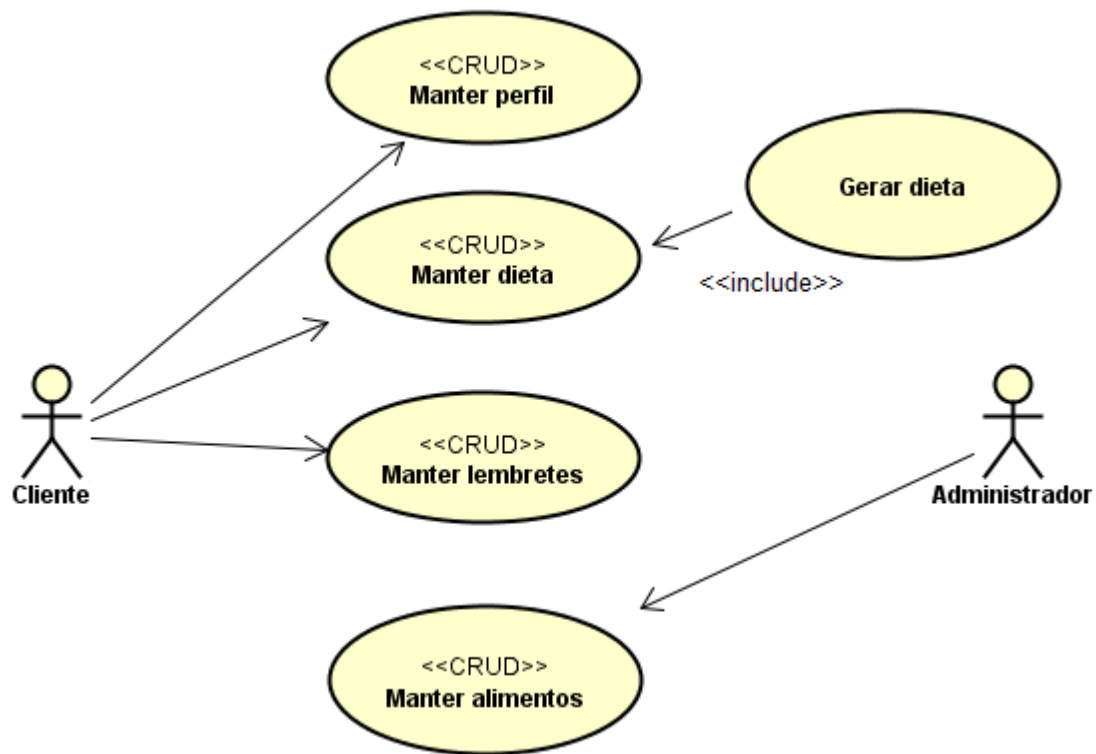 <<CRUD>>
Manter perfil
Gerar dieta
<<CRUD>>
Manter dieta
<<include>>
<<CRUD>>
Manter lembretes
Cliente
Administrador
<<CRUD>>
Manter alimentos